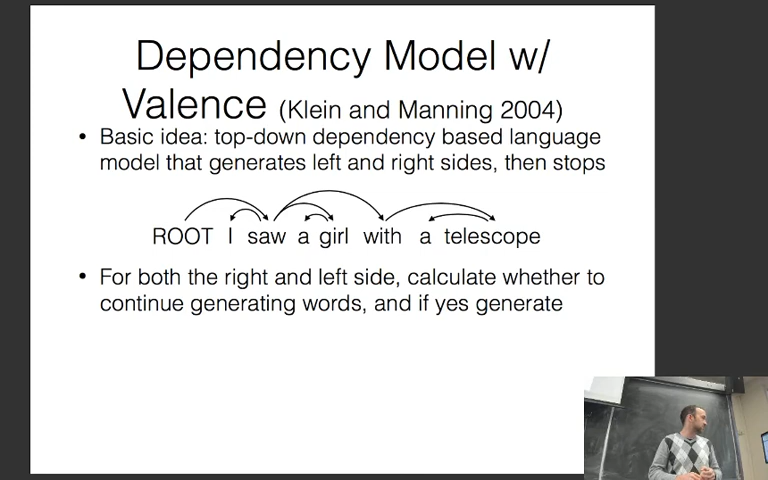 Dependency Model w/
Valence (Klein and Manning 2004)
• Basic idea: top-down dependency based language
model that generates left and right sides, then stops
ROOT I saw a girl with a telescope
• For both the right and left side, calculate whether to
continue generating words, and if yes generate